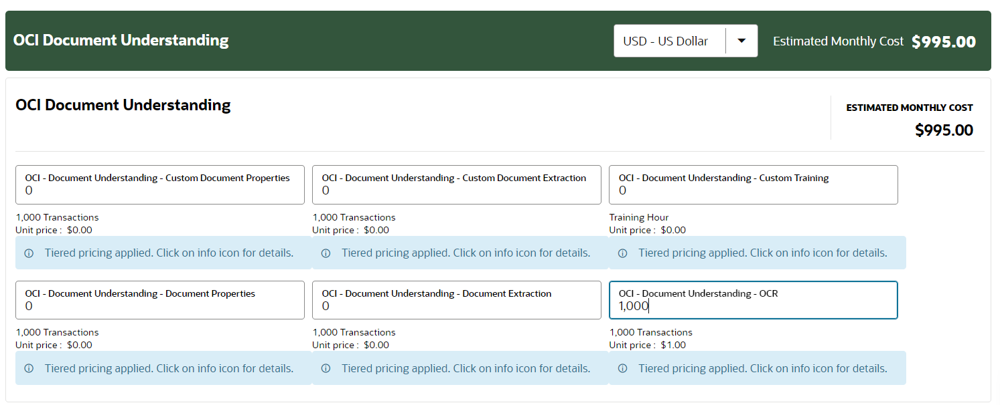 OCI Document Understanding
USD - US Dollar
Estimated Monthly Cost $995.00
OCI Document Understanding
ESTIMATED MONTHLY COST
$995.00
OCI - Document Understanding - Custom Document Properties
0
1,000 Transactions
Unit price : $0.00
Tiered pricing applied. Click on info icon for details.
OCI - Document Understanding - Custom Document Extraction
0
1,000 Transactions
Unit price : $0.00
Tiered pricing applied. Click on info icon for details.
OCI - Document Understanding - Custom Training
0
Training Hour
Unit price : $0.00
Tiered pricing applied. Click on info icon for details.
OCI - Document Understanding - Document Properties
0
1,000 Transactions
Unit price : $0.00
Tiered pricing applied. Click on info icon for details.
OCI - Document Understanding - Document Extraction
0
1,000 Transactions
Unit price : $0.00
Tiered pricing applied. Click on info icon for details.
OCI - Document Understanding - OCR
1,000
1,000 Transactions
Unit price : $1.00
Tiered pricing applied. Click on info icon for details.